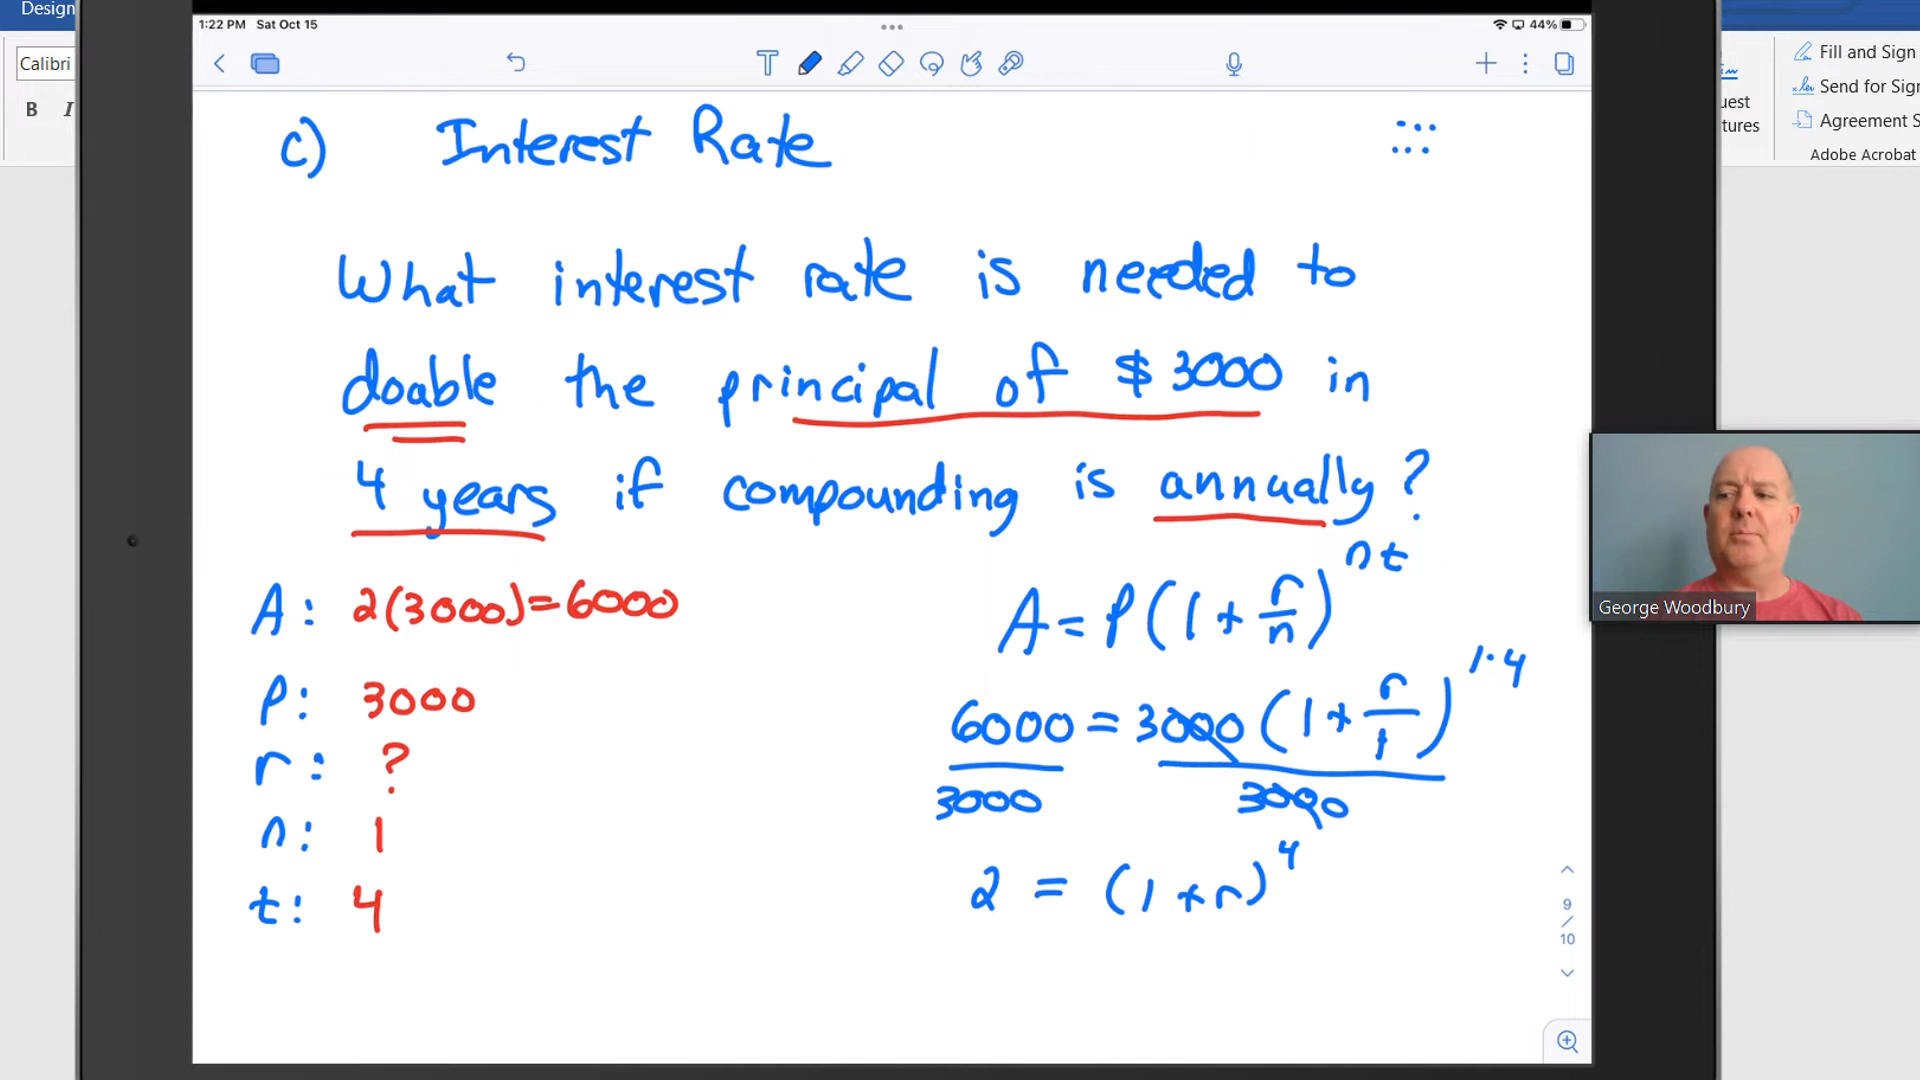 Design
Calibri
B I
1:22 PM Sat Oct 15
44%
T
Fill and Sign
Send for Sign
Agreement S
Adobe Acrobat
uest
tures
c) Interest Rate
What interest rate is needed to
double the principal of $3000 in
4 years if compounding is annually?
A: 2(3000)=6000
P: 3000
r: ?
n: 1
t: 4
A = P(1 + r/n)^nt
6000 = 3000(1 + r/1)^1·4
3000 3000
2 = (1+r)^4
George Woodbury
9
/
10